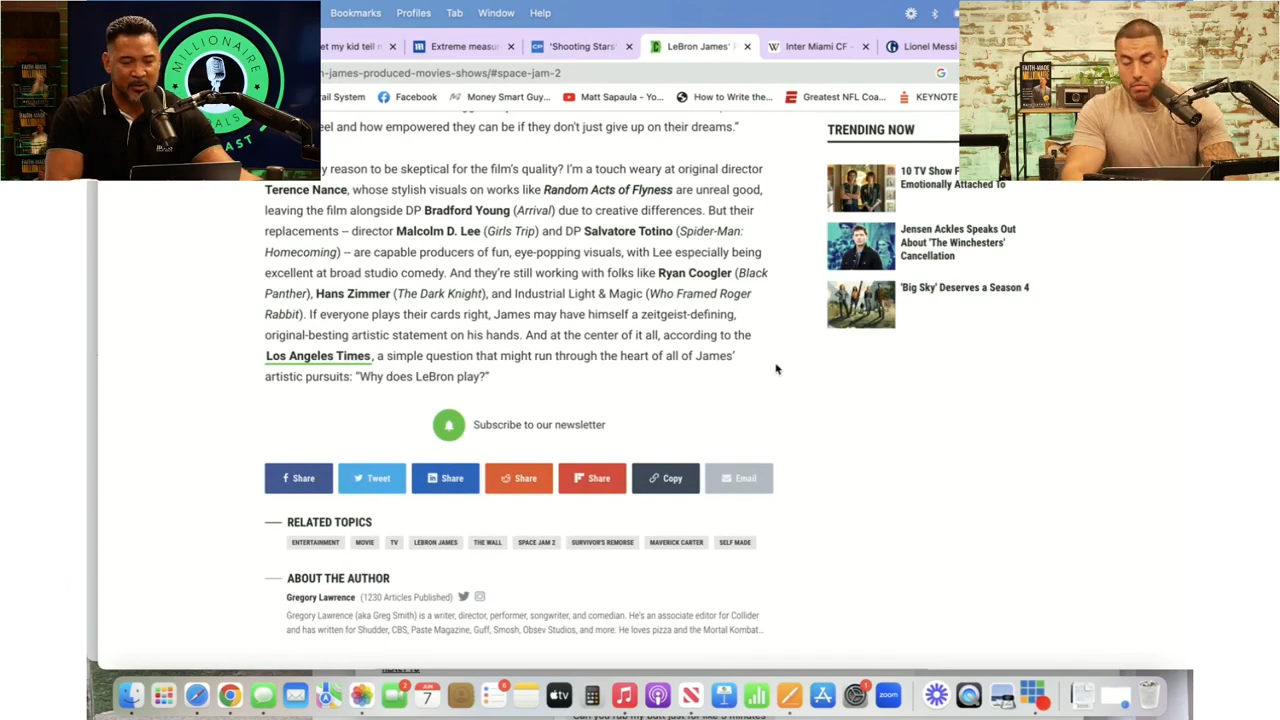 Bookmarks Profiles Tab Window Help
et my kid tell m
Extreme measur
'Shooting Stars'
LeBron James'
Inter Miami CF -
Lionel Messi
n-james-produced-movies-shows/#space-jam-2
ail System
Facebook
Money Smart Guy...
Matt Sapaula - Yo...
How to Write the...
Greatest NFL Coa...
KEYNOTE
MILLIONAIRE
eel and how empowered they can be if they don't just give up on their dreams."
y reason to be skeptical for the film's quality? I'm a touch weary at original director
Terence Nance, whose stylish visuals on works like Random Acts of Flyness are unreal good,
leaving the film alongside DP Bradford Young (Arrival) due to creative differences. But their
replacements -- director Malcolm D. Lee (Girls Trip) and DP Salvatore Totino (Spider-Man:
Homecoming) -- are capable producers of fun, eye-popping visuals, with Lee especially being
excellent at broad studio comedy. And they're still working with folks like Ryan Coogler (Black
Panther), Hans Zimmer (The Dark Knight), and Industrial Light & Magic (Who Framed Roger
Rabbit). If everyone plays their cards right, James may have himself a zeitgeist-defining,
original-besting artistic statement on his hands. And at the center of it all, according to the
Los Angeles Times, a simple question that might run through the heart of all of James'
artistic pursuits: "Why does LeBron play?"
Subscribe to our newsletter
Share
Tweet
Share
Share
Share
Copy
Email
RELATED TOPICS
ENTERTAINMENT
MOVIE
TV
LEBRON JAMES
THE WALL
SPACE JAM 2
SURVIVOR'S REMORSE
MAVERICK CARTER
SELF MADE
ABOUT THE AUTHOR
Gregory Lawrence (1230 Articles Published)
Gregory Lawrence (aka Greg Smith) is a writer, director, performer, songwriter, and comedian. He's an associate editor for Collider
and has written for Shudder, CBS, Paste Magazine, Guff, Smosh, Obsev Studios, and more. He loves pizza and the Mortal Kombat...
TRENDING NOW
10 TV Show F
Emotionally Attached To
Jensen Ackles Speaks Out
About 'The Winchesters'
Cancellation
'Big Sky' Deserves a Season 4
JUN
7
tv
zoom